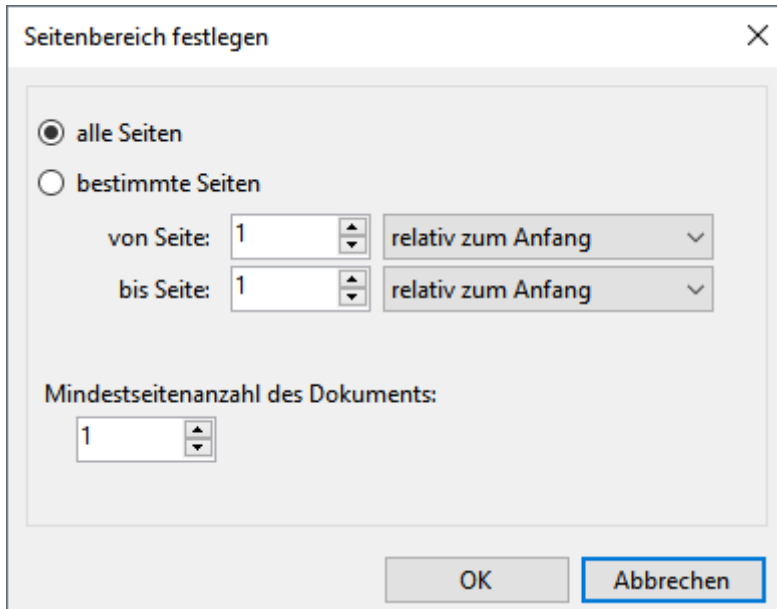 Seitenbereich festlegen
alle Seiten
bestimmte Seiten
von Seite: 1 relativ zum Anfang
bis Seite: 1 relativ zum Anfang
Mindestseitenanzahl des Dokuments:
1
OK Abbrechen